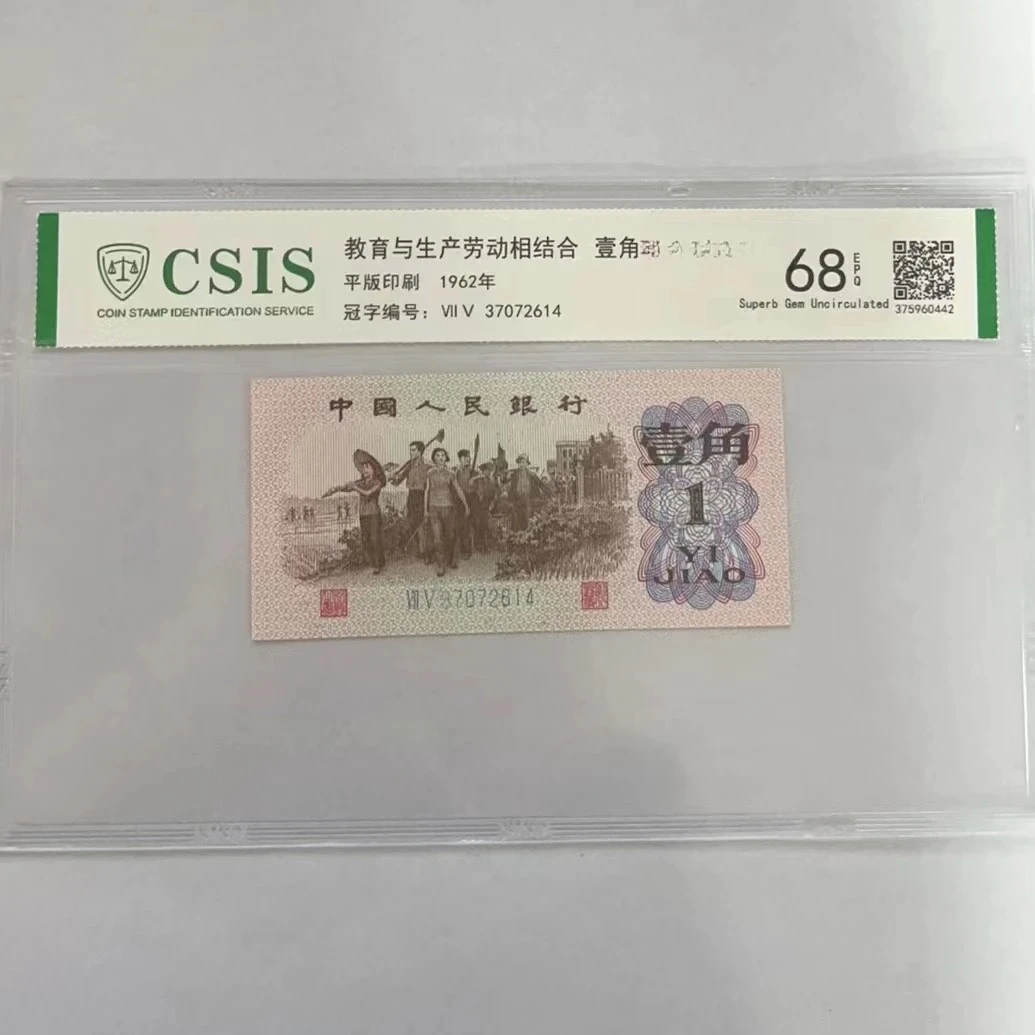 CSIS
COIN STAMP IDENTIFICATION SERVICE
教育与生产劳动相结合 壹角
平版印刷 1962年
冠字编号: VII V 37072614
68 EPQ
Superb Gem Uncirculated
375960442
中國人民銀行
壹角
1
YI
JIAO
VII V 37072614